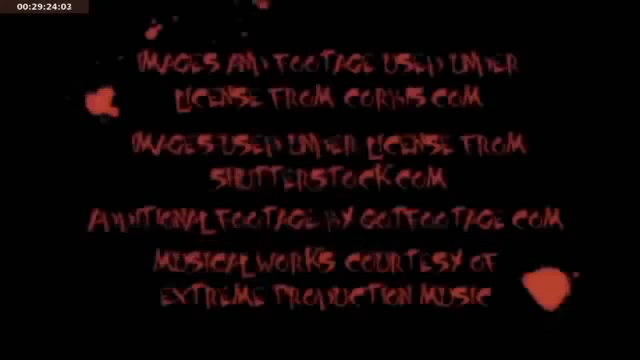 00:29:24:03
IMAGES AND FOOTAGE USED UNDER
LICENSE FROM CORBIS.COM
IMAGES USED UNDER LICENSE FROM
SHUTTERSTOCK.COM
ADDITIONAL FOOTAGE BY GOTFOOTAGE.COM
MUSICAL WORKS COURTESY OF
EXTREME PRODUCTION MUSIC